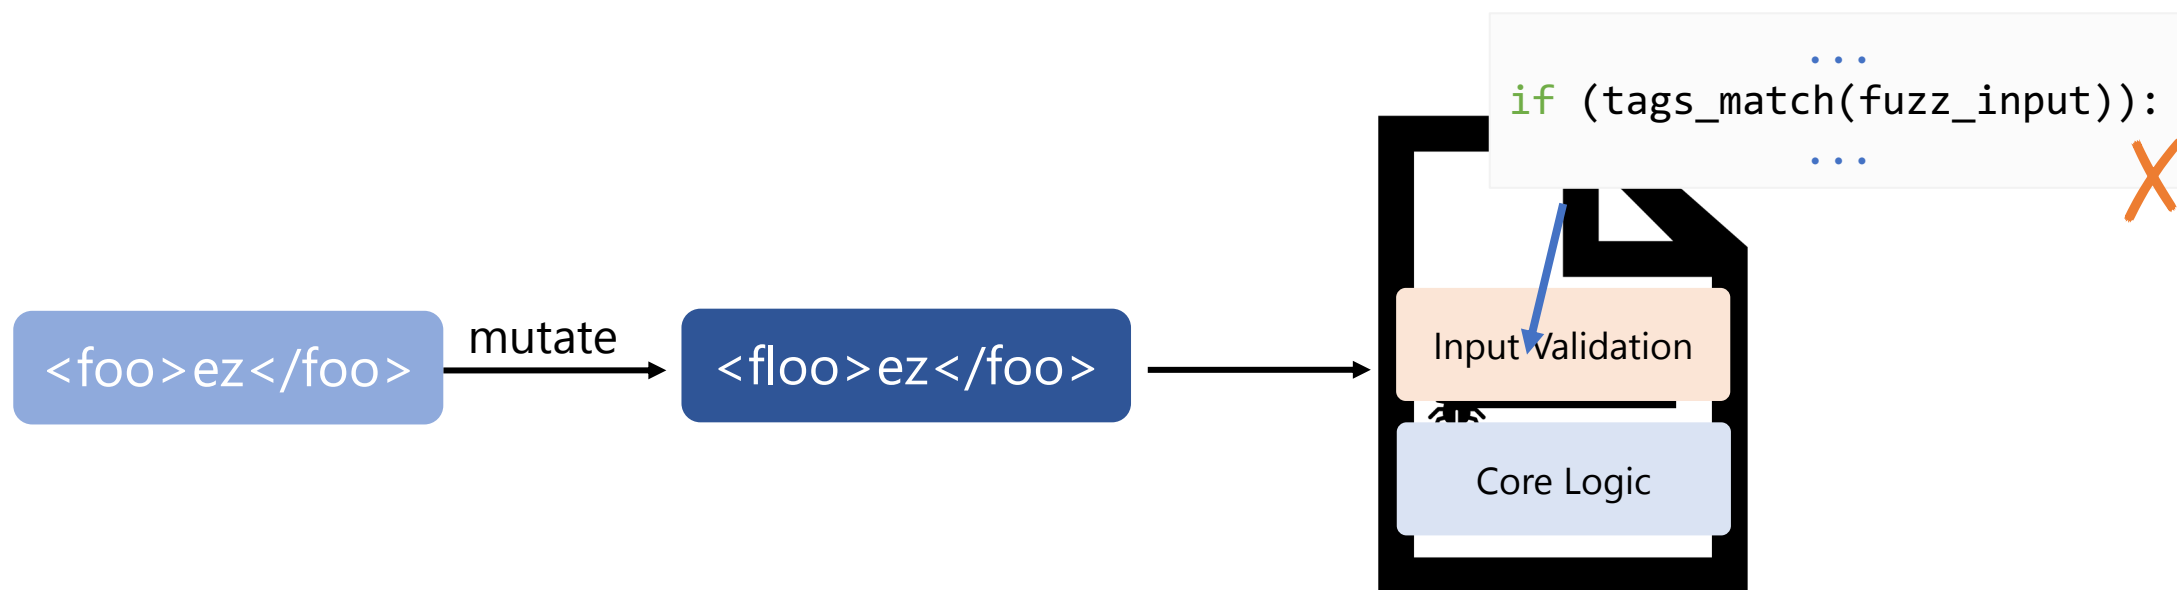 ...
if (tags_match(fuzz_input)):
...
<foo>ez</foo>
mutate
<floo>ez</foo>
Input Validation
Core Logic